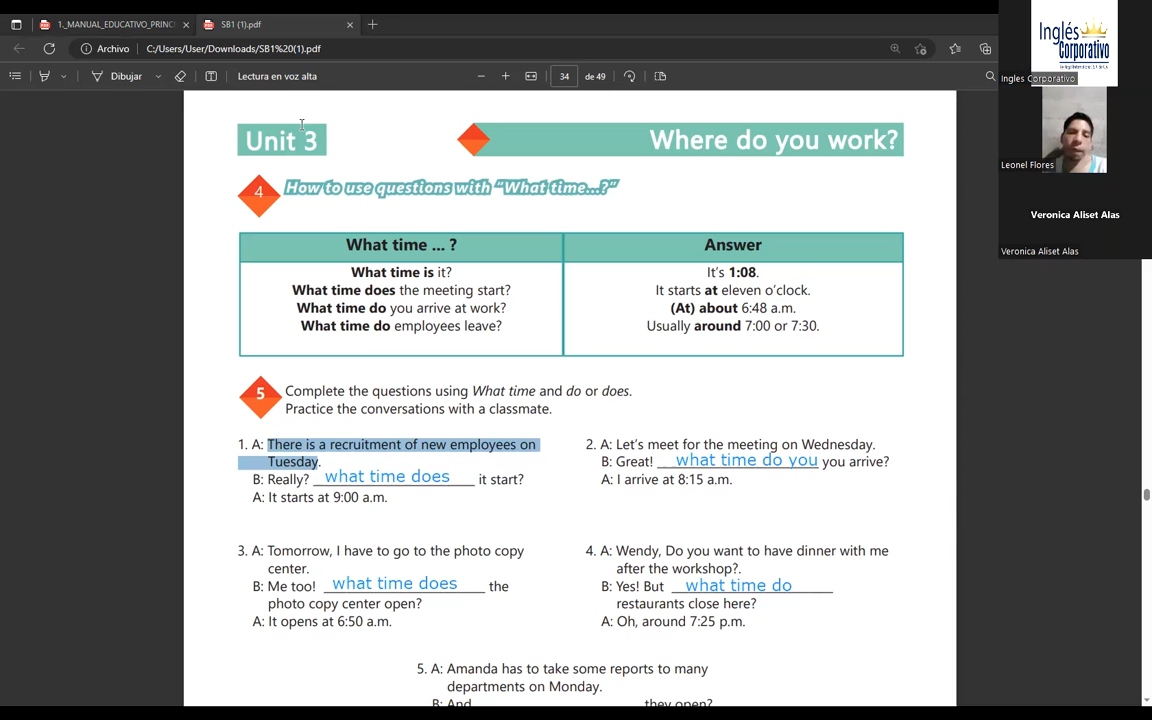 1._MANUAL_EDUCATIVO_PRINC
SB1 (1).pdf
Archivo
C:/Users/User/Downloads/SB1%20(1).pdf
Dibujar
Lectura en voz alta
34
de 49
Inglés
Corporativo
Ingles Corporativo
Leonel Flores
Veronica Aliset Alas
Veronica Aliset Alas
Unit 3
Where do you work?
4
How to use questions with “What time...?”
What time ... ?
Answer
What time is it?
It’s 1:08.
What time does the meeting start?
It starts at eleven o’clock.
What time do you arrive at work?
(At) about 6:48 a.m.
What time do employees leave?
Usually around 7:00 or 7:30.
5
Complete the questions using What time and do or does.
Practice the conversations with a classmate.
1. A: There is a recruitment of new employees on
Tuesday.
B: Really? what time does it start?
A: It starts at 9:00 a.m.
2. A: Let’s meet for the meeting on Wednesday.
B: Great! what time do you you arrive?
A: I arrive at 8:15 a.m.
3. A: Tomorrow, I have to go to the photo copy
center.
B: Me too! what time does the
photo copy center open?
A: It opens at 6:50 a.m.
4. A: Wendy, Do you want to have dinner with me
after the workshop?.
B: Yes! But what time do
restaurants close here?
A: Oh, around 7:25 p.m.
5. A: Amanda has to take some reports to many
departments on Monday.
B: And they open?